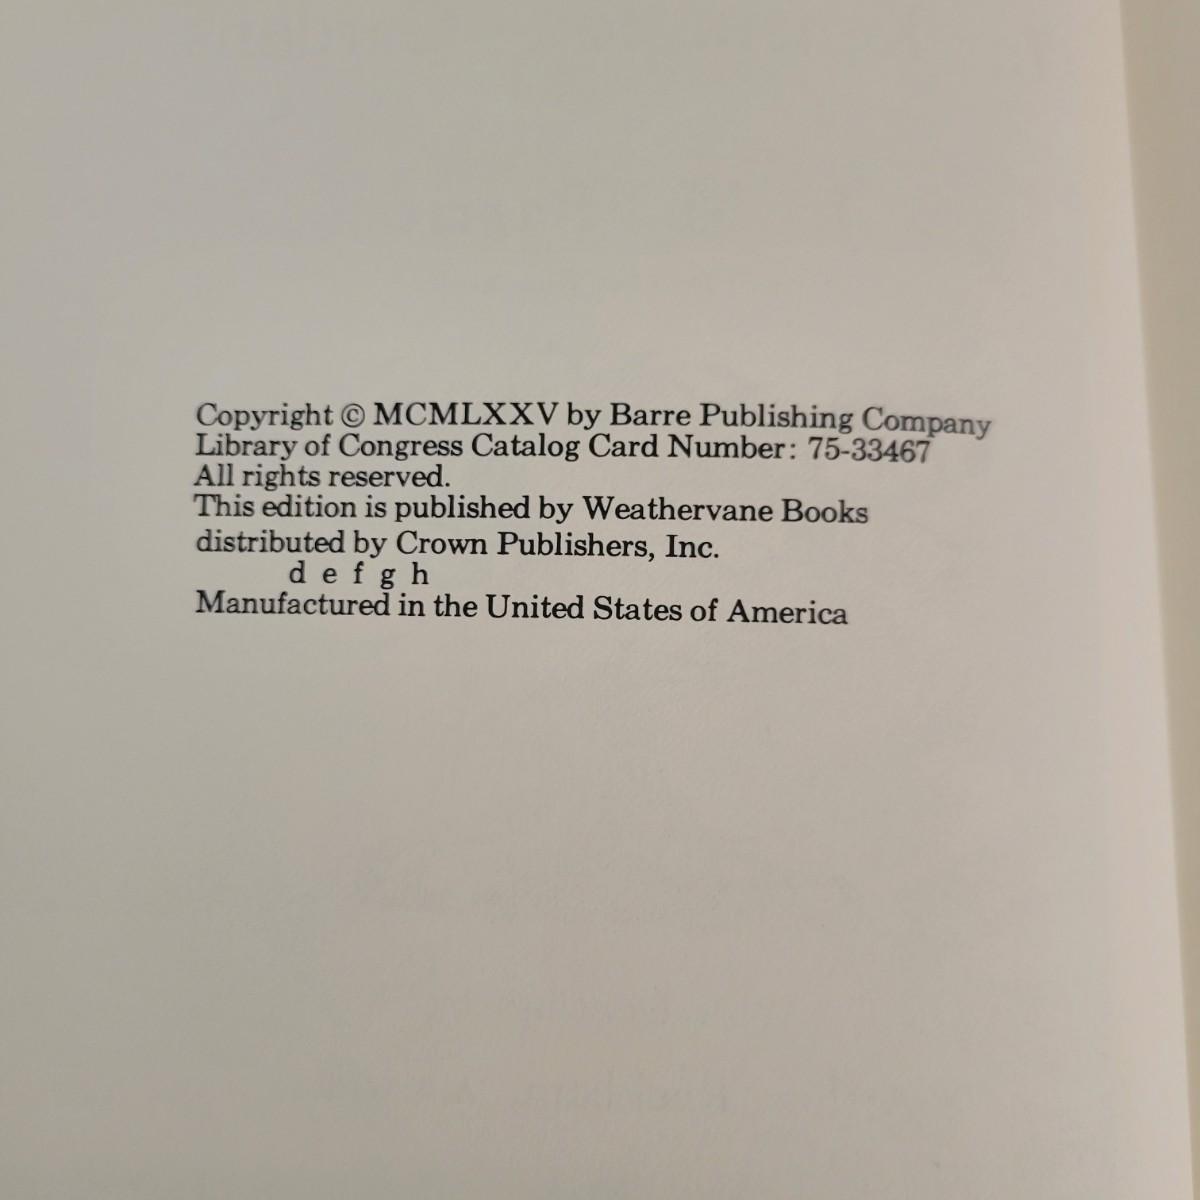 Copyright © MCMLXXV by Barre Publishing Company
Library of Congress Catalog Card Number: 75-33467
All rights reserved.
This edition is published by Weathervane Books
distributed by Crown Publishers, Inc.
d e f g h
Manufactured in the United States of America